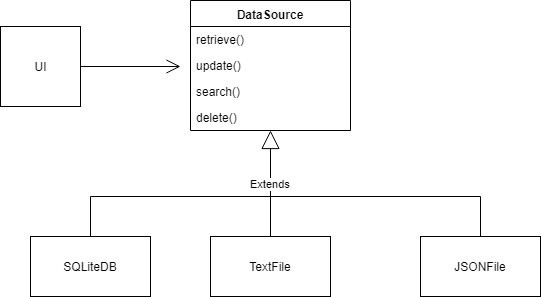 DataSource
retrieve()
UI
update()
search()
delete()
Extends
SQLiteDB
TextFile
JSONFile